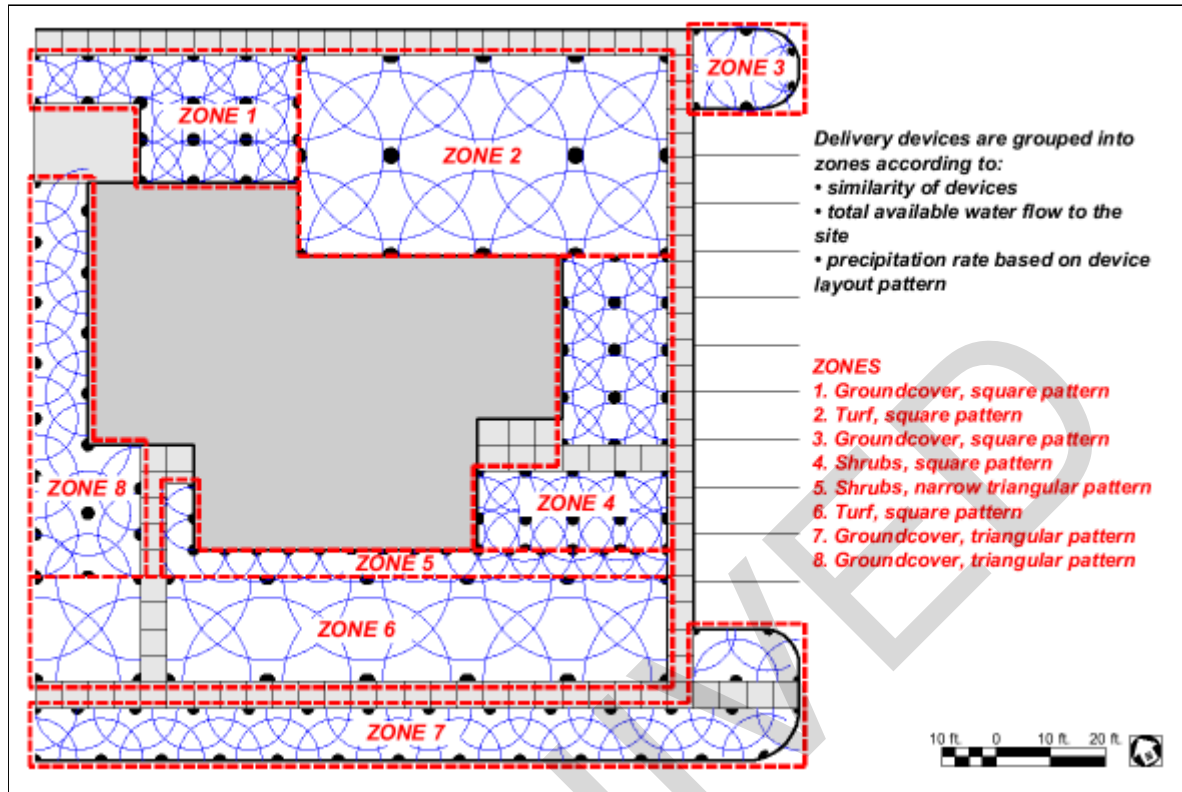 ZONE 1
ZONE 2
ZONE 3
ZONE 4
ZONE 5
ZONE 6
ZONE 7
ZONE 8
Delivery devices are grouped into
zones according to:
• similarity of devices
• total available water flow to the
site
• precipitation rate based on device
layout pattern
ZONES
1. Groundcover, square pattern
2. Turf, square pattern
3. Groundcover, square pattern
4. Shrubs, square pattern
5. Shrubs, narrow triangular pattern
6. Turf, square pattern
7. Groundcover, triangular pattern
8. Groundcover, triangular pattern
10 ft. 0 10 ft. 20 ft.